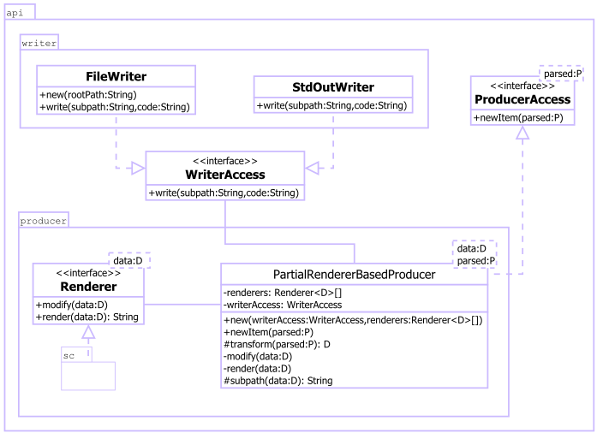 api
writer
FileWriter
+new(rootPath:String)
+write(subpath:String,code:String)
StdOutWriter
+write(subpath:String,code:String)
parsed:P
<<interface>>
ProducerAccess
+newItem(parsed:P)
<<interface>>
WriterAccess
+write(subpath:String,code:String)
producer
data:D
<<interface>>
Renderer
+modify(data:D)
+render(data:D): String
sc
data:D
parsed:P
PartialRendererBasedProducer
-renderers: Renderer<D>[]
-writerAccess: WriterAccess
+new(writerAccess:WriterAccess,renderers:Renderer<D>[])
+newItem(parsed:P)
#transform(parsed:P): D
-modify(data:D)
-render(data:D)
#subpath(data:D): String